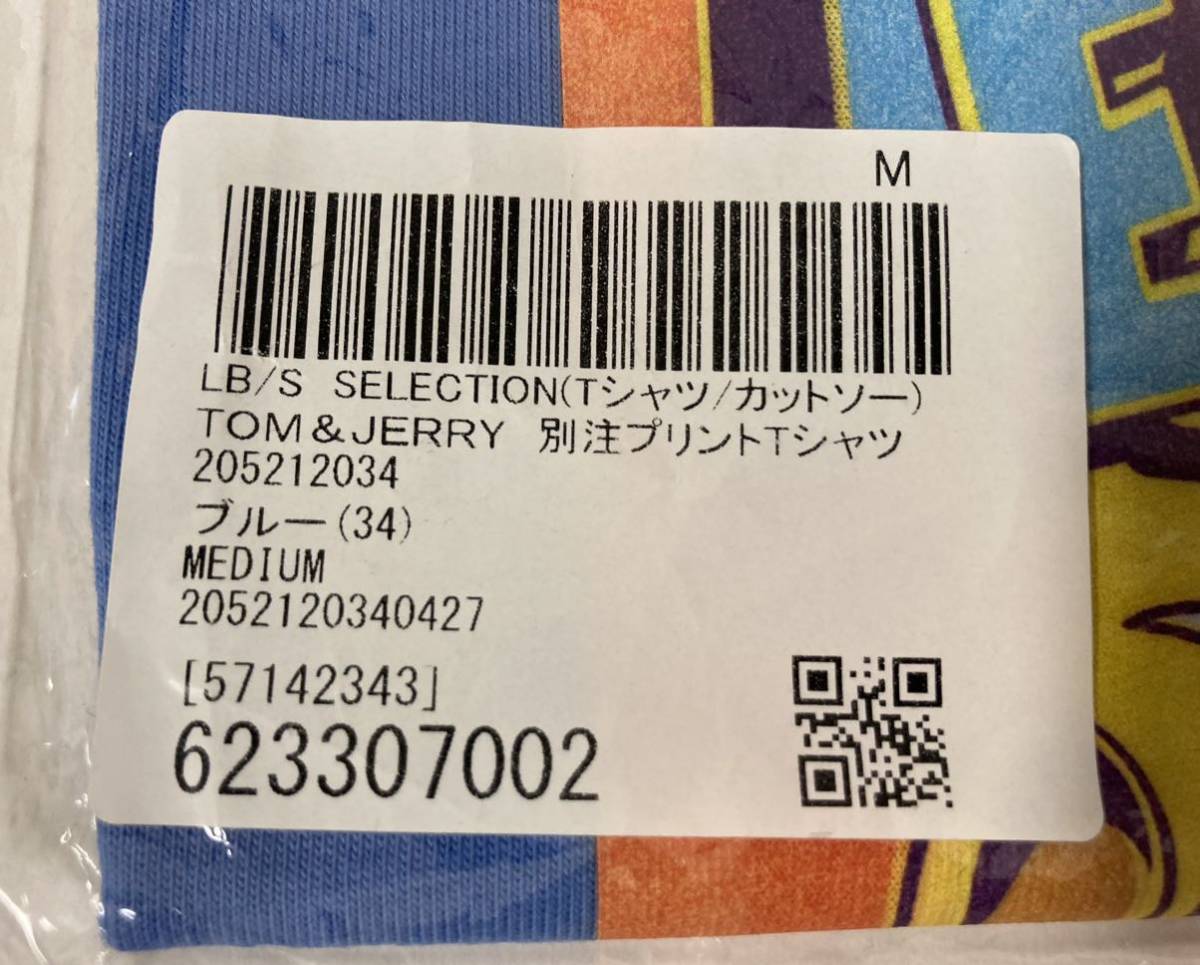 M
LB/S SELECTION(Tシャツ/カットソー)
TOM&JERRY 別注プリントTシャツ
205212034
ブルー(34)
MEDIUM
2052120340427
[57142343]
623307002